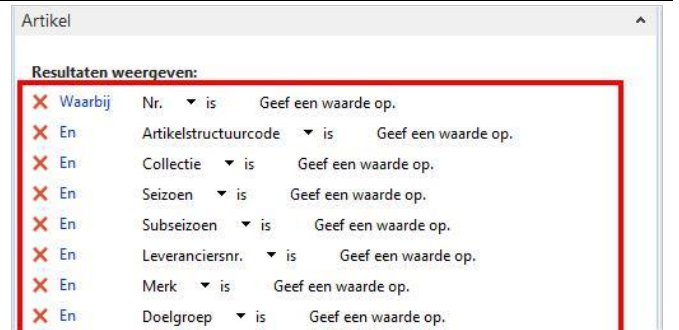 Artikel
Resultaten weergeven:
Waarbij Nr. is Geef een waarde op.
En Artikelstructuurcode is Geef een waarde op.
En Collectie is Geef een waarde op.
En Seizoen is Geef een waarde op.
En Subseizoen is Geef een waarde op.
En Leveranciersnr. is Geef een waarde op.
En Merk is Geef een waarde op.
En Doelgroep is Geef een waarde op.